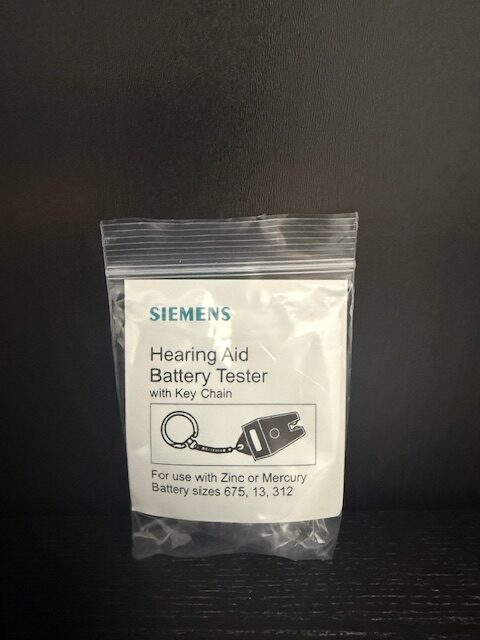 SIEMENS
Hearing Aid
Battery Tester
with Key Chain
For use with Zinc or Mercury
Battery sizes 675, 13, 312